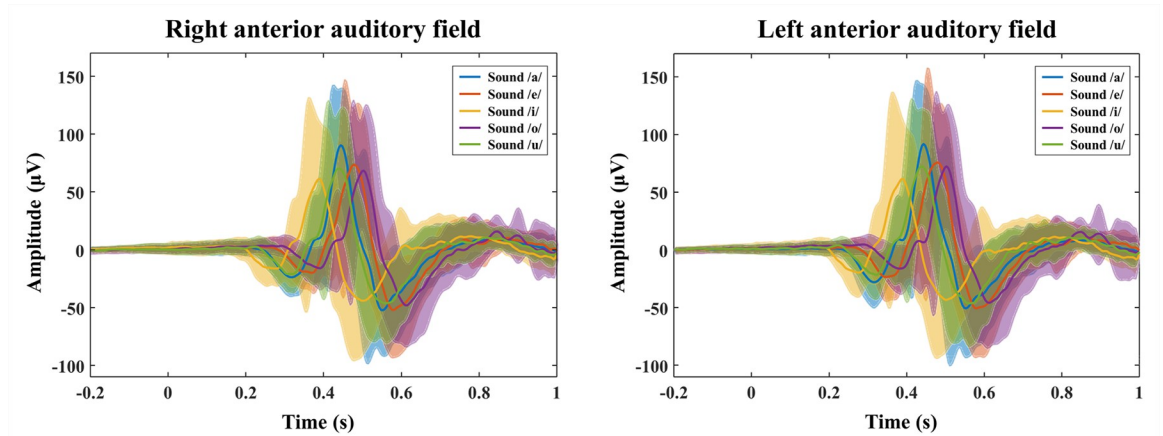 Right anterior auditory field
150
100
50
0
-50
-100
Amplitude (μV)
-0.2 0 0.2 0.4 0.6 0.8 1
Time (s)
Sound /a/
Sound /e/
Sound /i/
Sound /o/
Sound /u/
Left anterior auditory field
150
100
50
0
-50
-100
Amplitude (μV)
-0.2 0 0.2 0.4 0.6 0.8 1
Time (s)
Sound /a/
Sound /e/
Sound /i/
Sound /o/
Sound /u/